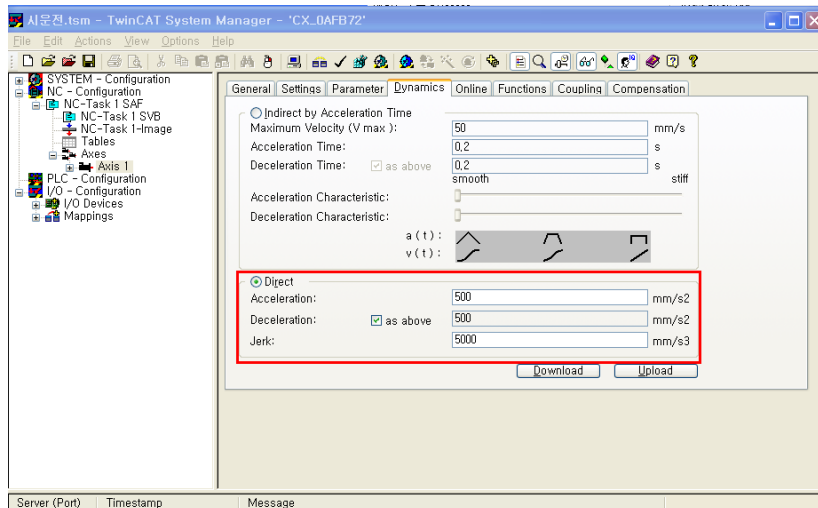 시운전.tsm - TwinCAT System Manager - 'CX_0AFB72'
File Edit Actions View Options Help
SYSTEM - Configuration
NC - Configuration
NC-Task 1 SAF
NC-Task 1 SVB
NC-Task 1-Image
Tables
Axes
Axis 1
PLC - Configuration
I/O - Configuration
I/O Devices
Mappings
General Settings Parameter Dynamics Online Functions Coupling Compensation
Indirect by Acceleration Time
Maximum Velocity (V max ): 50 mm/s
Acceleration Time: 0,2 s
Deceleration Time: as above 0,2 s
smooth stiff
Acceleration Characteristic:
Deceleration Characteristic:
a(t):
v(t):
Direct
Acceleration: 500 mm/s2
Deceleration: as above 500 mm/s2
Jerk: 5000 mm/s3
Download Upload
Server (Port) Timestamp Message